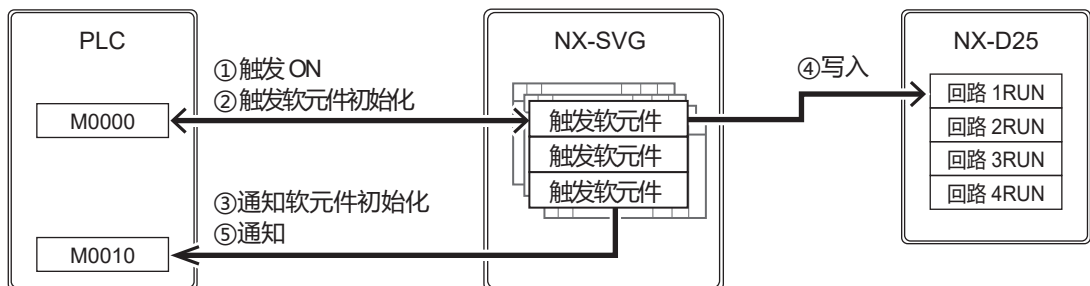 PLC
NX-SVG
NX-D25
①触发 ON
②触发软元件初始化
④写入
M0000
触发软元件
触发软元件
触发软元件
回路 1RUN
回路 2RUN
回路 3RUN
回路 4RUN
③通知软元件初始化
⑤通知
M0010